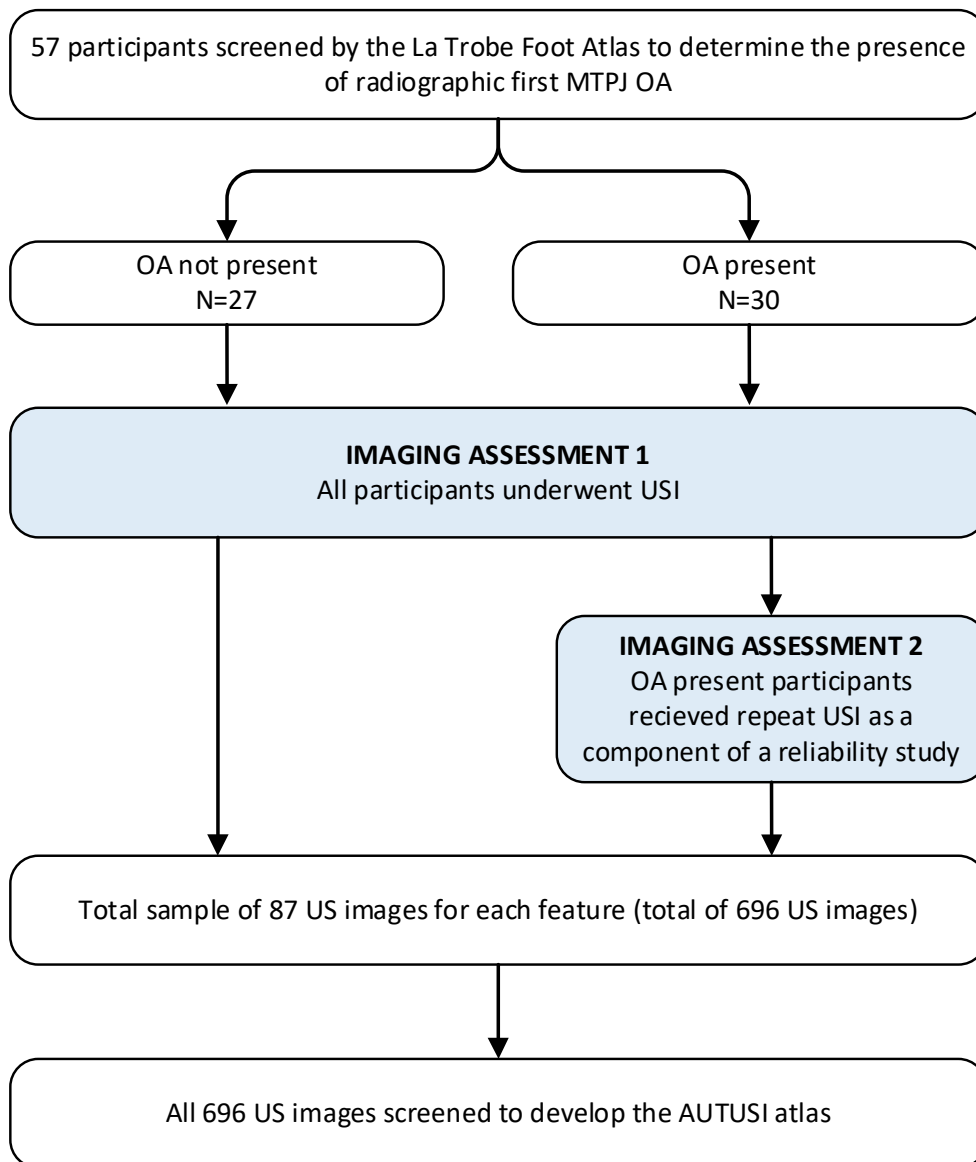 57 participants screened by the La Trobe Foot Atlas to determine the presence
of radiographic first MTPJ OA
OA not present
N=27
OA present
N=30
IMAGING ASSESSMENT 1
All participants underwent USI
IMAGING ASSESSMENT 2
OA present participants
recieved repeat USI as a
component of a reliability study
Total sample of 87 US images for each feature (total of 696 US images)
All 696 US images screened to develop the AUTUSI atlas